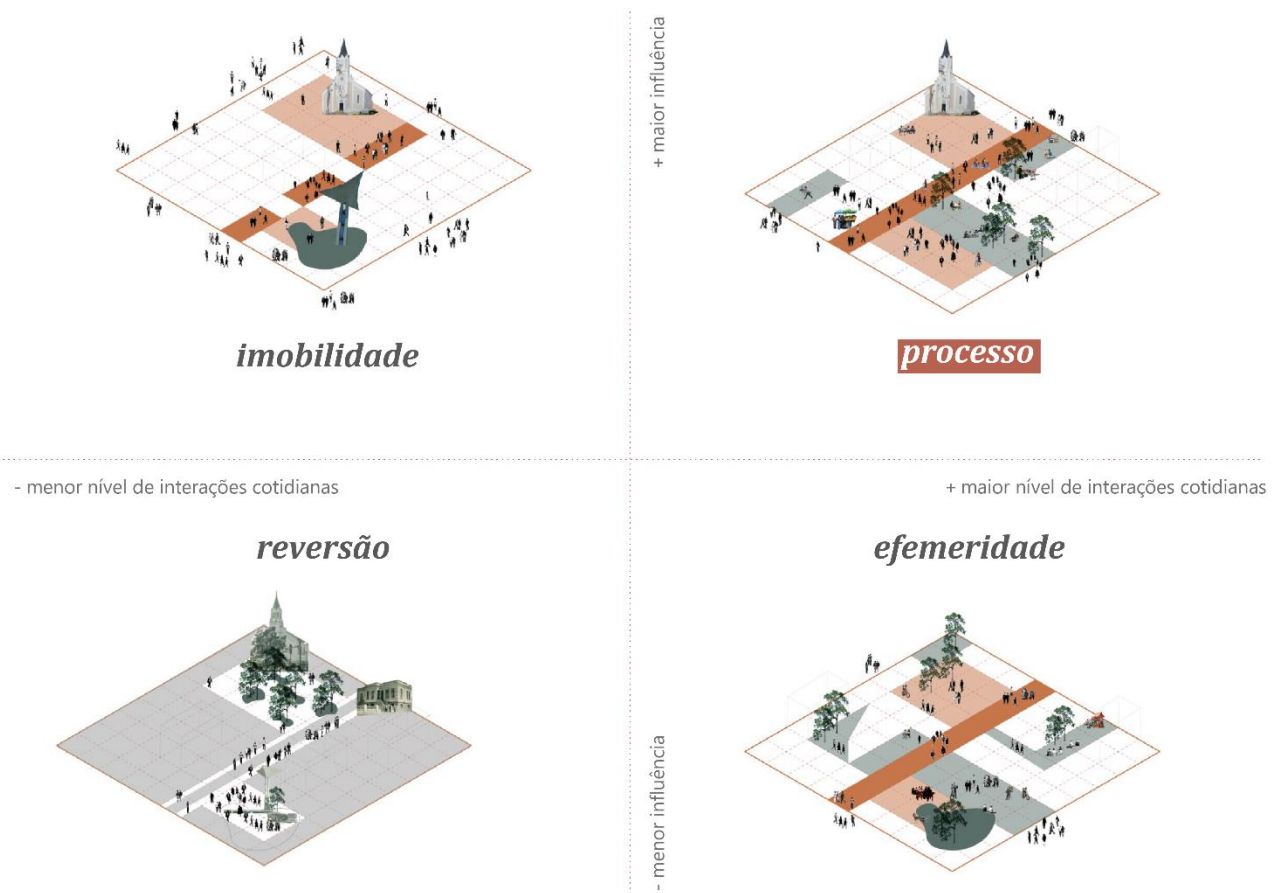 + maior influência
imobilidade
processo
- menor nível de interações cotidianas
+ maior nível de interações cotidianas
reversão
efemeridade
- menor influência